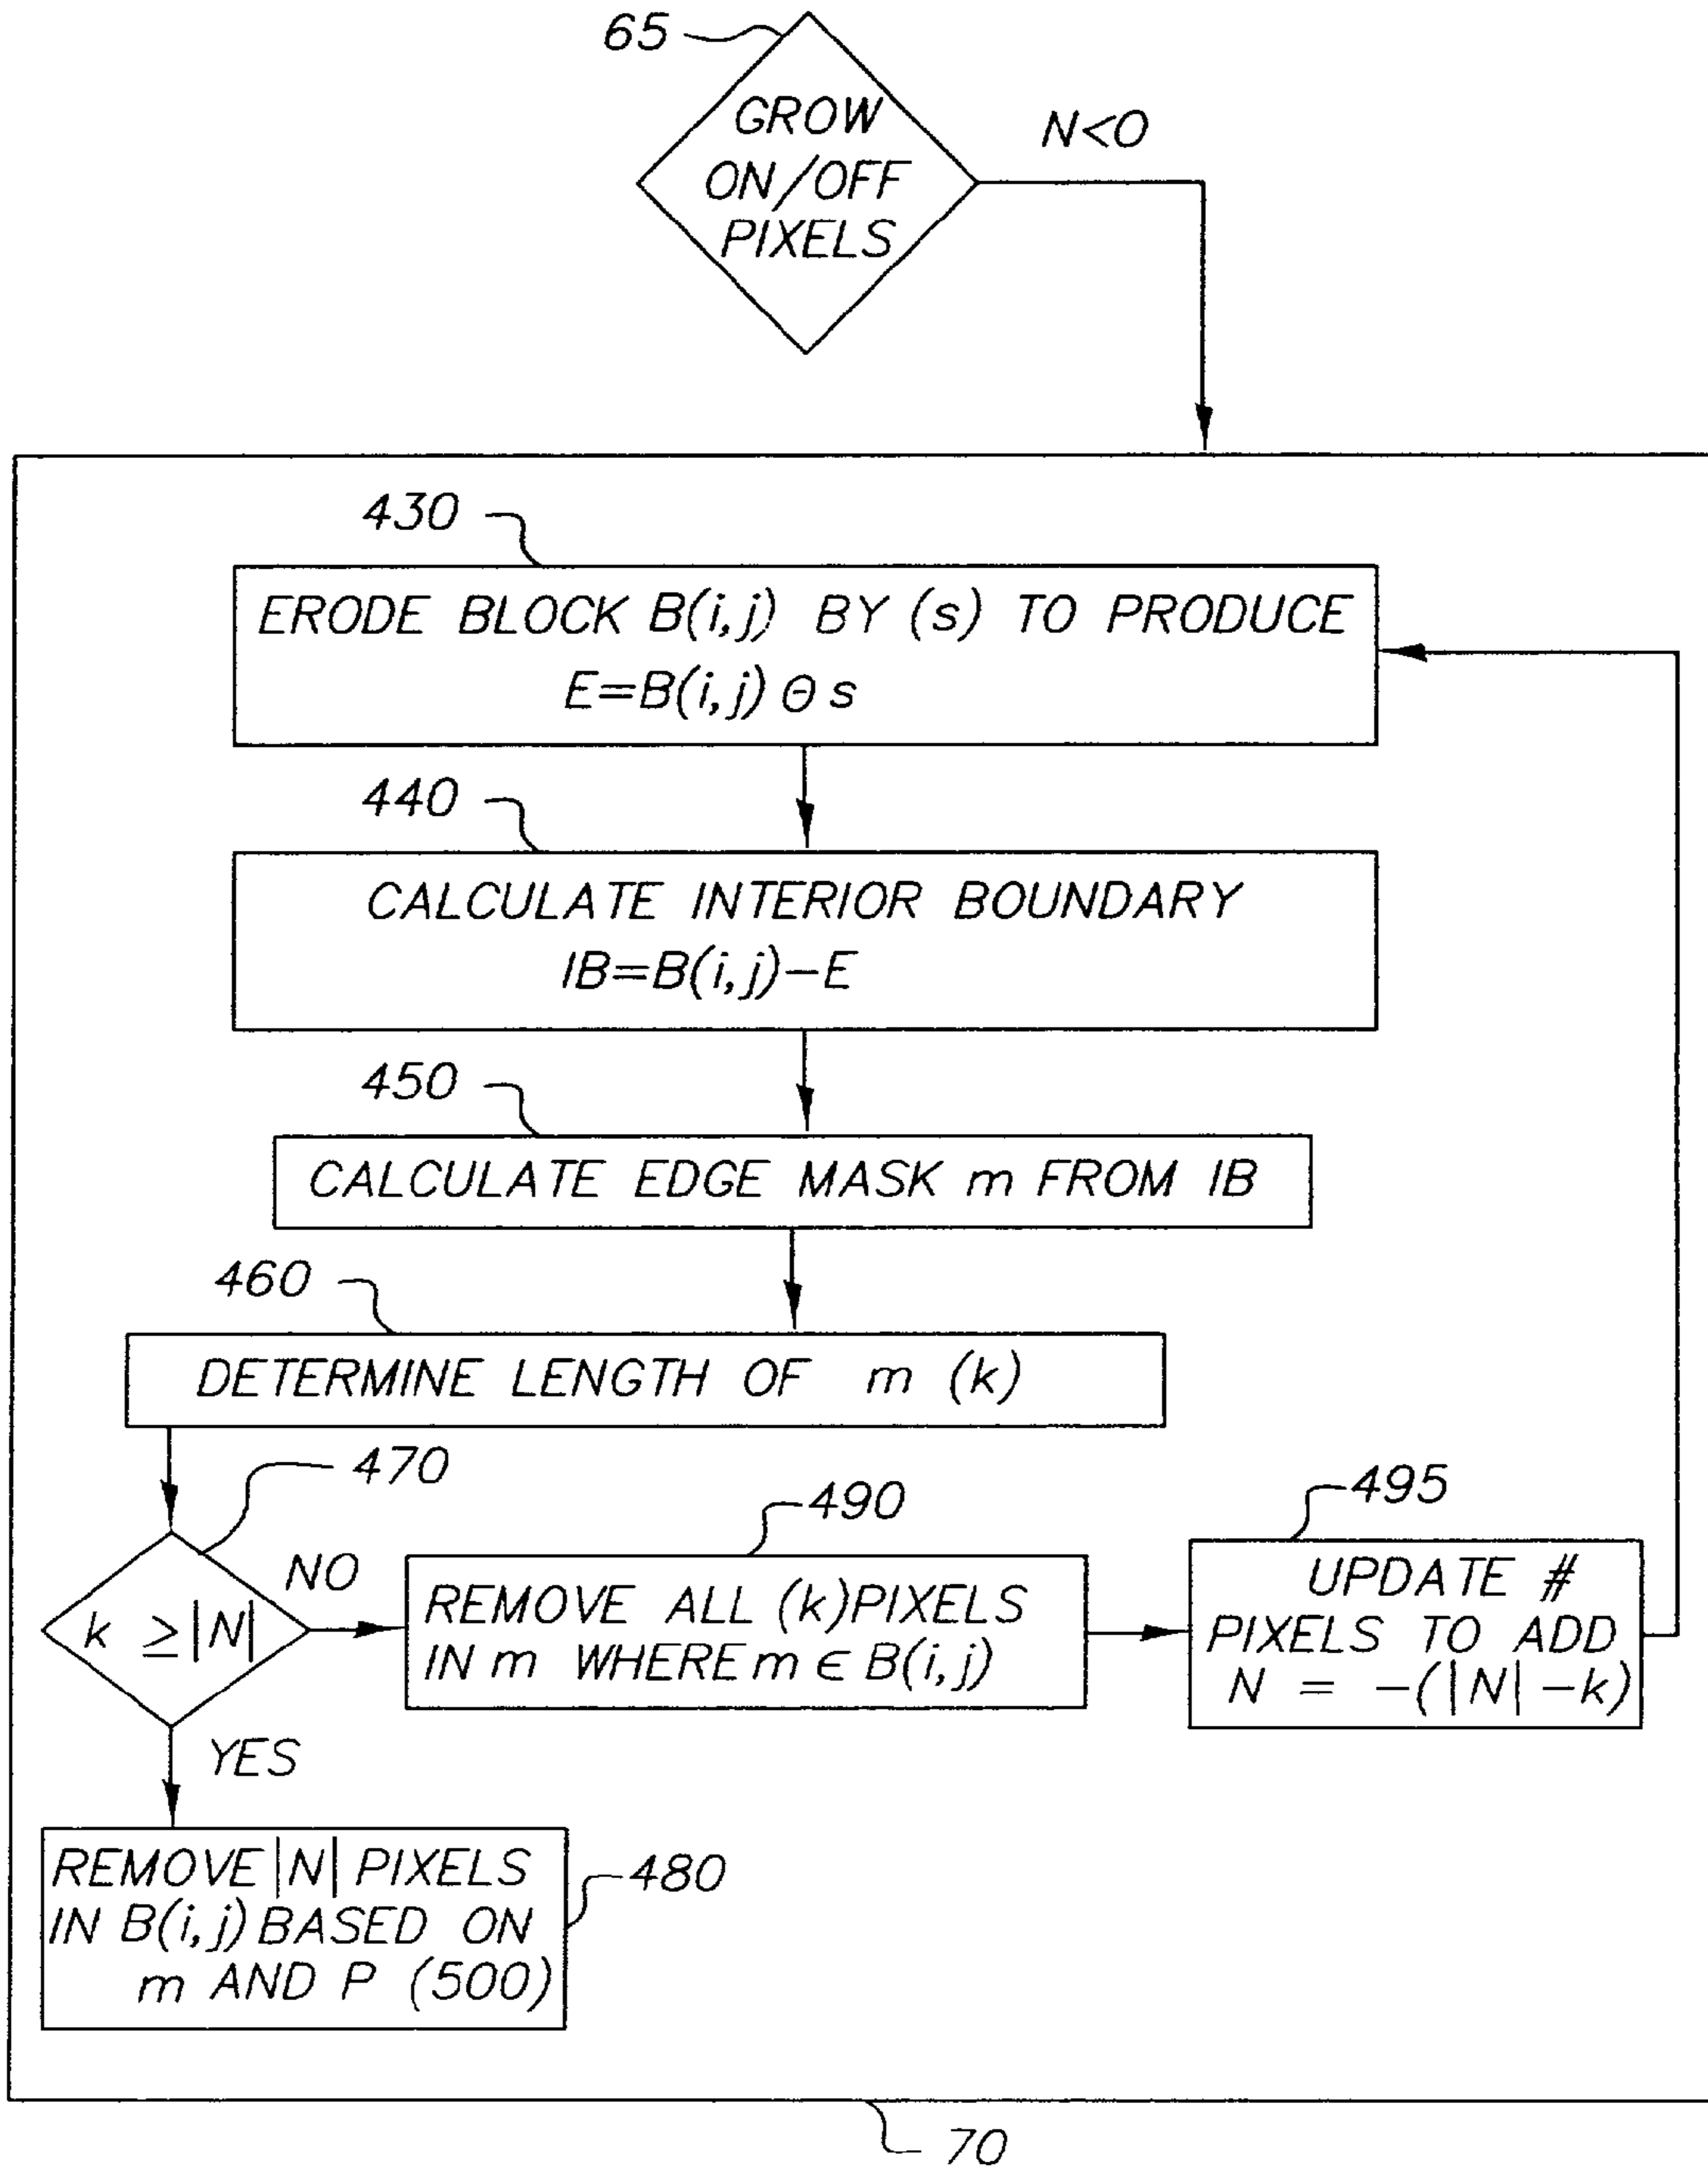 65
GROW
ON/OFF
PIXELS
N<0
430
ERODE BLOCK B(i,j) BY (s) TO PRODUCE
E=B(i,j) ⊖ s
440
CALCULATE INTERIOR BOUNDARY
IB=B(i,j)-E
450
CALCULATE EDGE MASK m FROM IB
460
DETERMINE LENGTH OF m (k)
470
k ≥|N|
NO
490
REMOVE ALL (k)PIXELS
IN m WHERE m ∈ B(i,j)
495
UPDATE #
PIXELS TO ADD
N = -(|N| -k)
YES
REMOVE |N| PIXELS
IN B(i,j) BASED ON
m AND P (500)
480
70